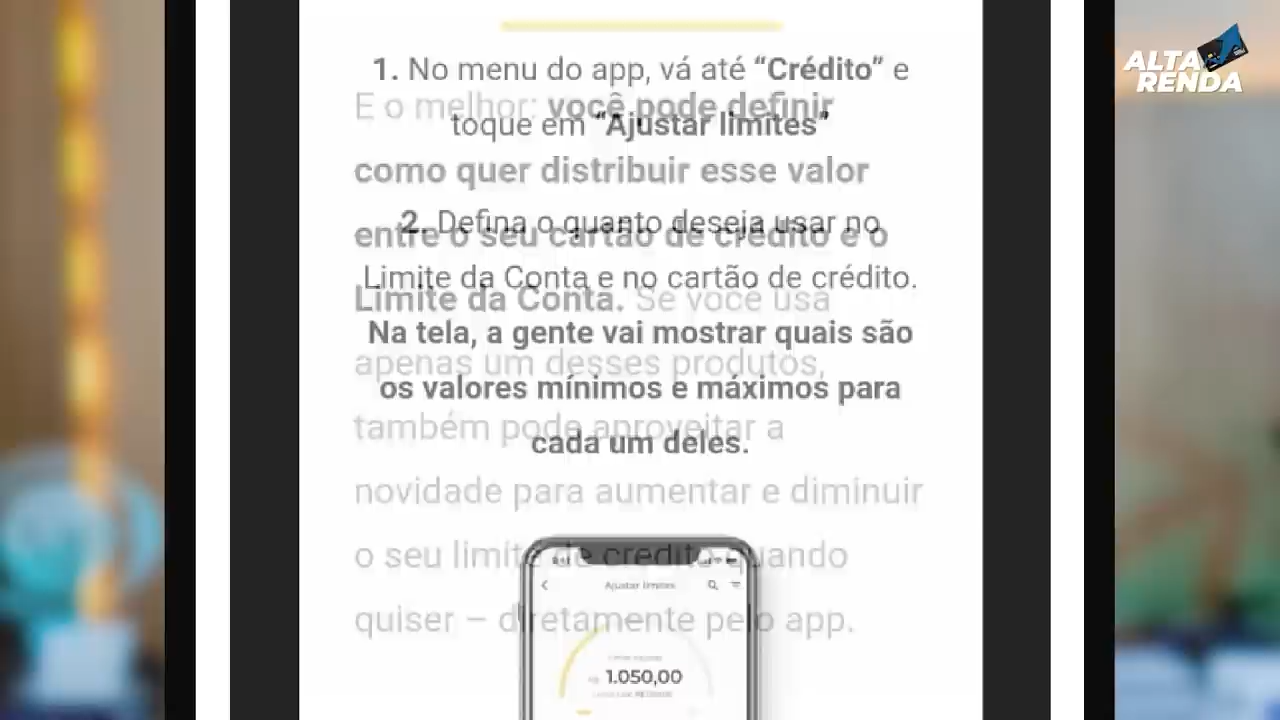 ALTA
RENDA
1. No menu do app, vá até “Crédito” e
toque em “Ajustar limites”
2. Defina o quanto deseja usar no
Limite da Conta e no cartão de crédito.
Na tela, a gente vai mostrar quais são
os valores mínimos e máximos para
cada um deles.
E o melhor: você pode definir
como quer distribuir esse valor
entre o seu cartão de crédito e o
Limite da Conta. Se você usa
apenas um desses produtos,
também pode aproveitar a
novidade para aumentar e diminuir
o seu limite de crédito quando
quiser – diretamente pelo app.
Ajustar limites
1.050,00